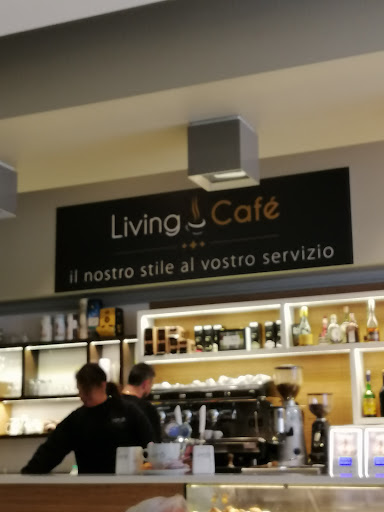 Living Café
il nostro stile al vostro servizio